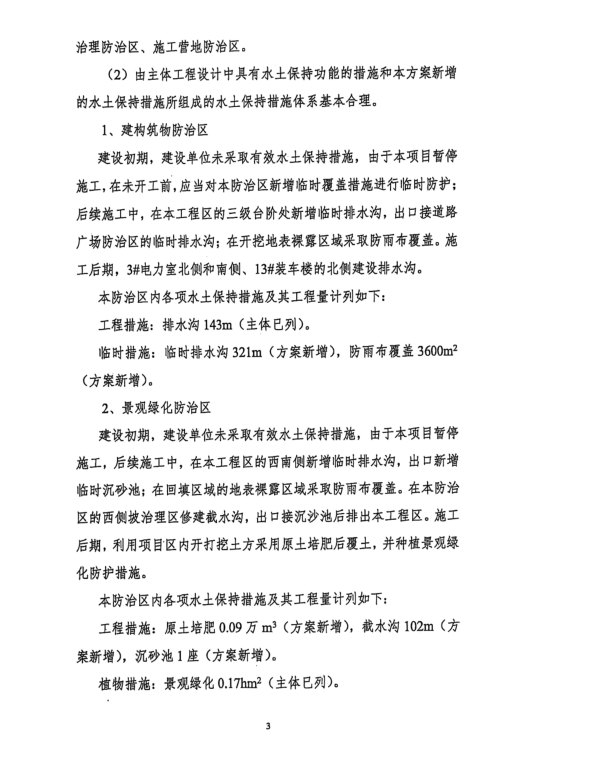 治理防治区、施工营地防治区。
（2）由主体工程设计中具有水土保持功能的措施和本方案新增
的水土保持措施所组成的水土保持措施体系基本合理。
1、建构筑物防治区
建设初期，建设单位未采取有效水土保持措施，由于本项目暂停
施工，在未开工前，应当对本防治区新增临时覆盖措施进行临时防护；
后续施工中，在本工程区的三级台阶处新增临时排水沟，出口接道路
广场防治区的临时排水沟；在开挖地表裸露区域采取防雨布覆盖。施
工后期，3#电力室北侧和南侧、13#装车楼的北侧建设排水沟。
本防治区内各项水土保持措施及其工程量计列如下：
工程措施：排水沟 143m（主体已列）。
临时措施：临时排水沟 321m（方案新增），防雨布覆盖 3600m²
（方案新增）。
2、景观绿化防治区
建设初期，建设单位未采取有效水土保持措施，由于本项目暂停
施工，后续施工中，在本工程区的西南侧新增临时排水沟，出口新增
临时沉砂池；在回填区域的地表裸露区域采取防雨布覆盖。在本防治
区的西侧坡治理区修建截水沟，出口接沉沙池后排出本工程区。施工
后期，利用项目区内开打挖土方采用原土培肥后覆土，并种植景观绿
化防护措施。
本防治区内各项水土保持措施及其工程量计列如下：
工程措施：原土培肥 0.09 万 m³（方案新增），截水沟 102m（方
案新增），沉砂池 1 座（方案新增）。
植物措施：景观绿化 0.17hm²（主体已列）。
3